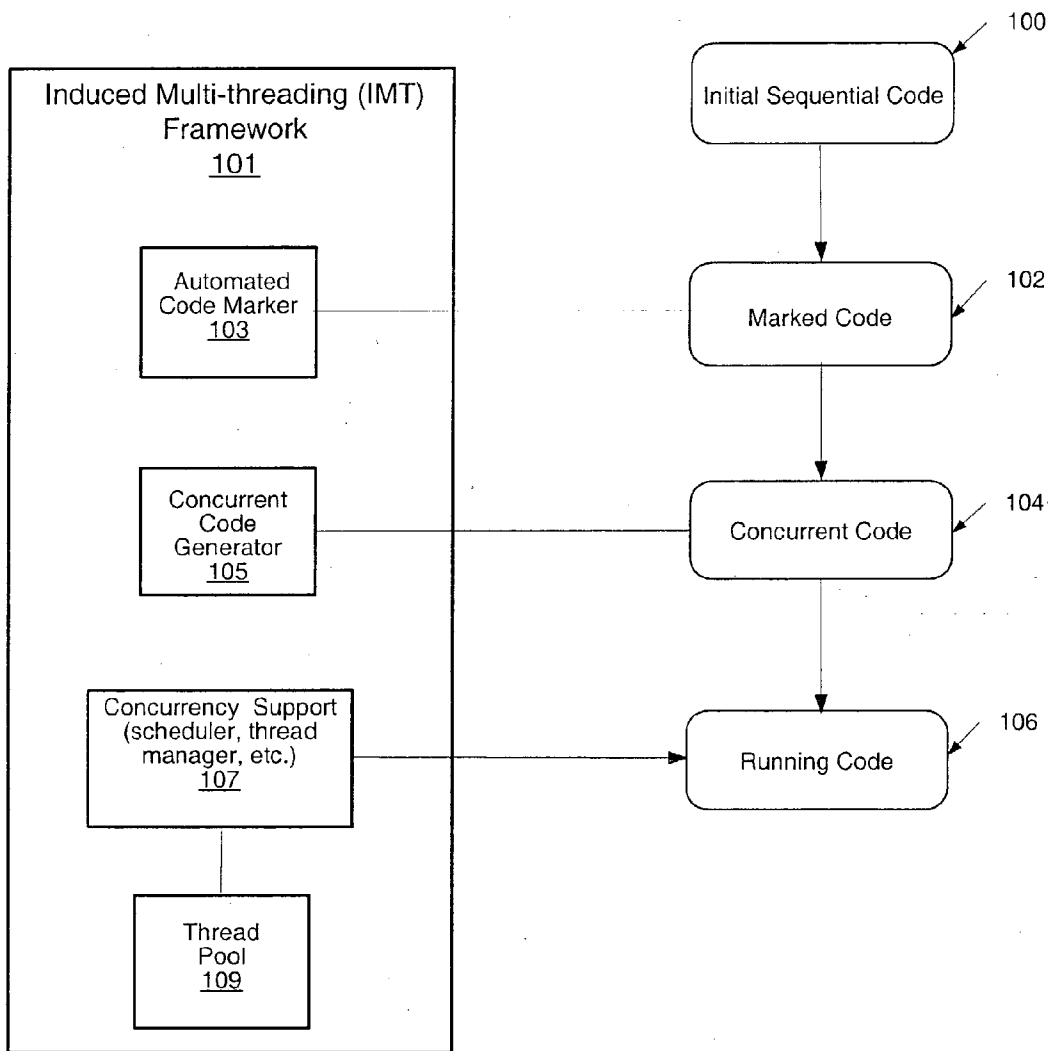 Induced Multi-threading (IMT)
Framework
101
Automated
Code Marker
103
Concurrent
Code
Generator
105
Concurrency Support
(scheduler, thread
manager, etc.)
107
Thread
Pool
109
100
Initial Sequential Code
102
Marked Code
104
Concurrent Code
106
Running Code